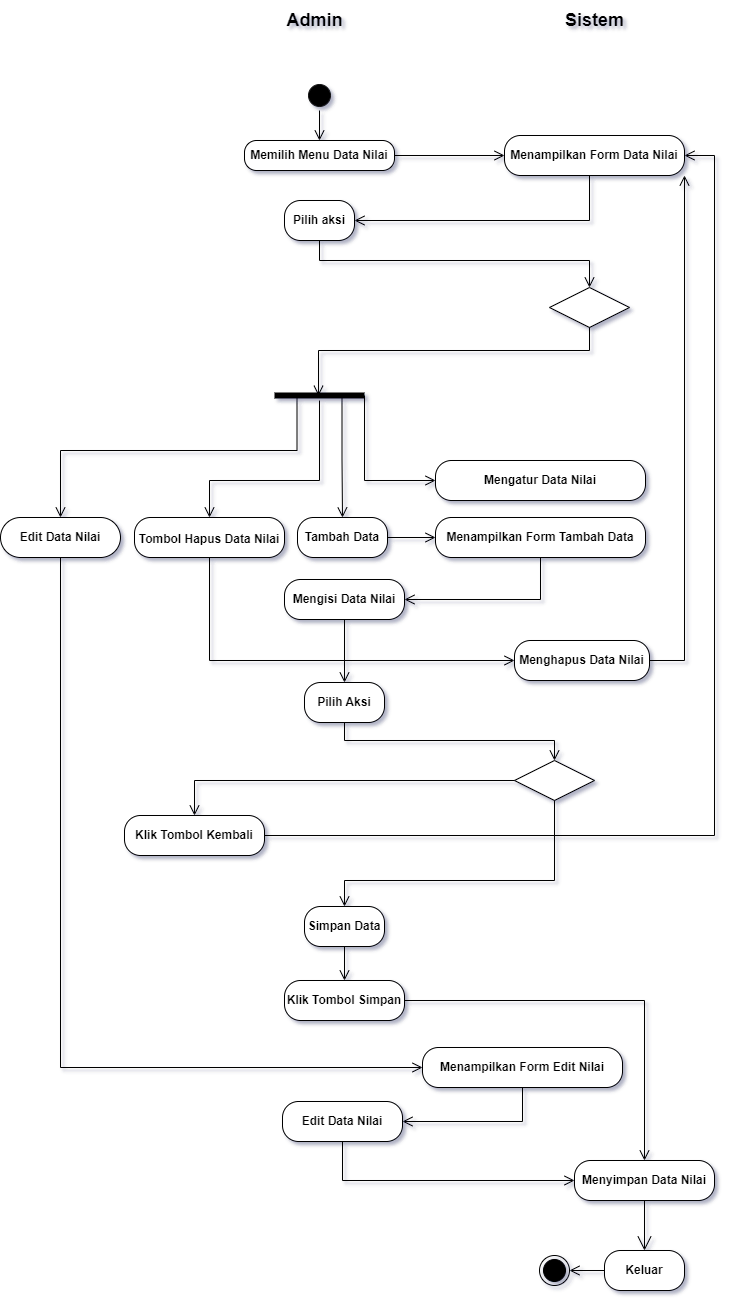 Admin
Sistem
Memilih Menu Data Nilai
Menampilkan Form Data Nilai
Pilih aksi
Mengatur Data Nilai
Edit Data Nilai
Tombol Hapus Data Nilai
Tambah Data
Menampilkan Form Tambah Data
Mengisi Data Nilai
Menghapus Data Nilai
Pilih Aksi
Klik Tombol Kembali
Simpan Data
Klik Tombol Simpan
Menampilkan Form Edit Nilai
Edit Data Nilai
Menyimpan Data Nilai
Keluar